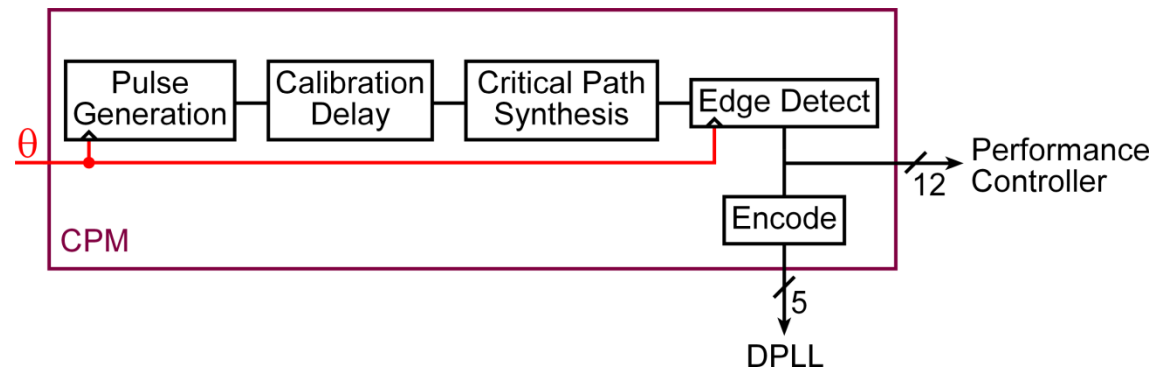 Pulse
Generation
Calibration
Delay
Critical Path
Synthesis
Edge Detect
θ
12
Performance
Controller
Encode
CPM
5
DPLL